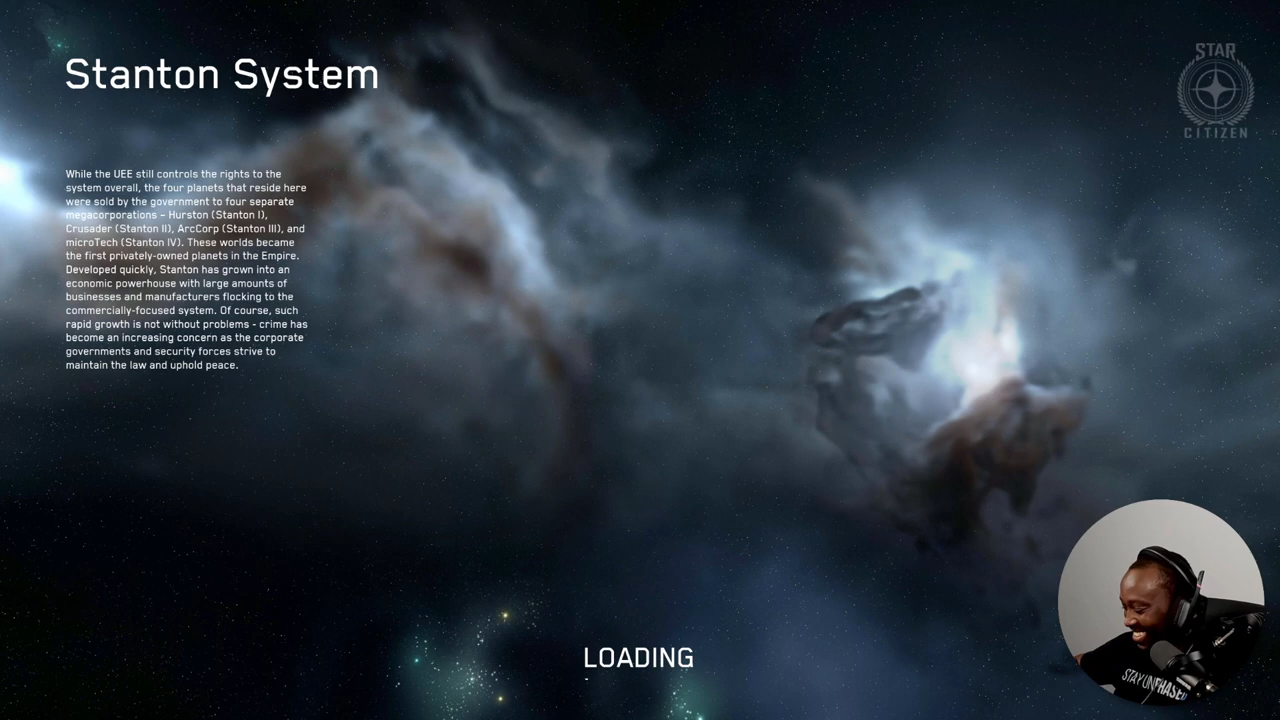 Stanton System
STAR
CITIZEN
While the UEE still controls the rights to the
system overall, the four planets that reside here
were sold by the government to four separate
megacorporations – Hurston (Stanton I),
Crusader (Stanton II), ArcCorp (Stanton III), and
microTech (Stanton IV). These worlds became
the first privately-owned planets in the Empire.
Developed quickly, Stanton has grown into an
economic powerhouse with large amounts of
businesses and manufacturers flocking to the
commercially-focused system. Of course, such
rapid growth is not without problems - crime has
become an increasing concern as the corporate
governments and security forces strive to
maintain the law and uphold peace.
LOADING
STAY UNPHASED